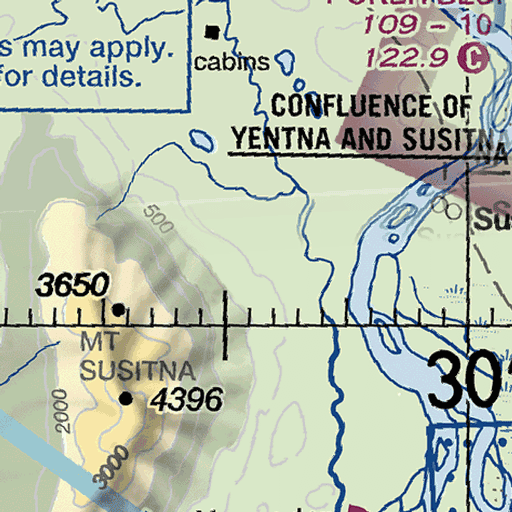 109 – 10
122.9 C
s may apply.
for details.
cabins
CONFLUENCE OF
YENTNA AND SUSITNA
500
Su
3650
MT
SUSITNA
4396
2000
3000
30°